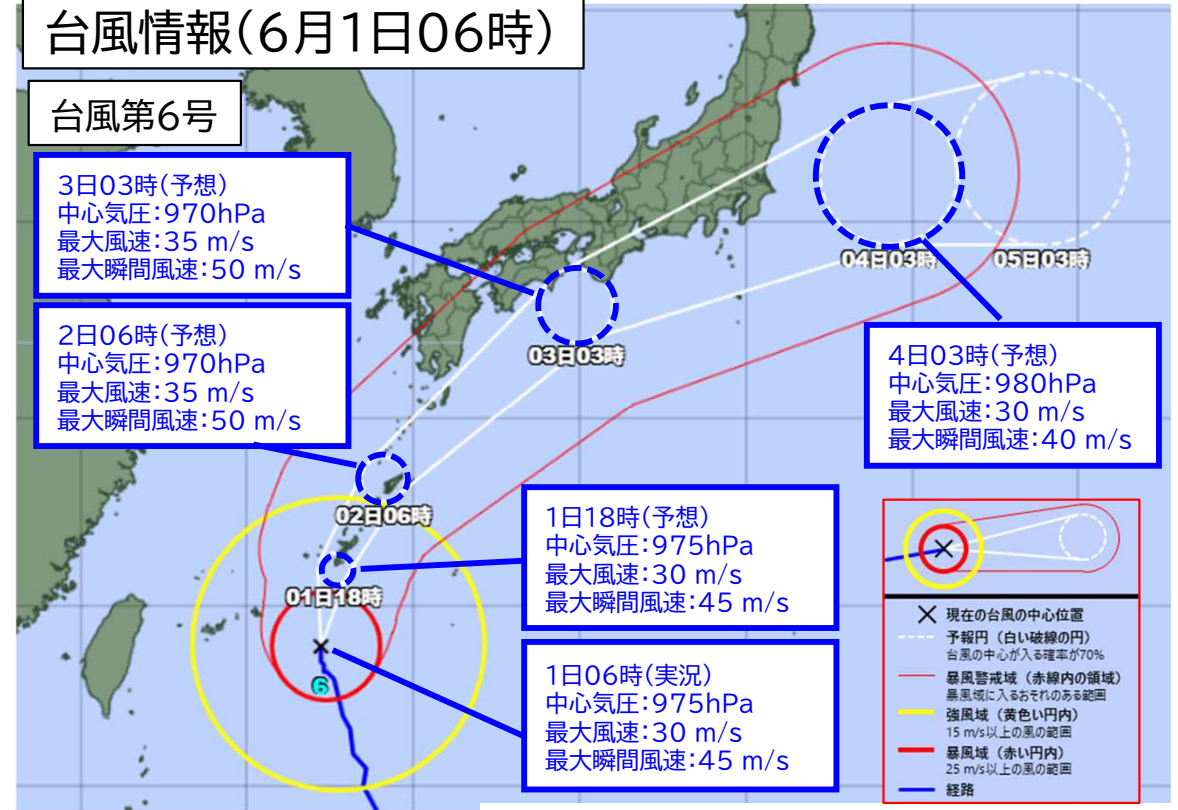 台風情報(6月1日06時)
台風第6号
3日03時(予想)
中心気圧:970hPa
最大風速:35 m/s
最大瞬間風速:50 m/s
2日06時(予想)
中心気圧:970hPa
最大風速:35 m/s
最大瞬間風速:50 m/s
04日03時
05日03時
03日03時
4日03時(予想)
中心気圧:980hPa
最大風速:30 m/s
最大瞬間風速:40 m/s
02日06時
1日18時(予想)
中心気圧:975hPa
最大風速:30 m/s
最大瞬間風速:45 m/s
01日18時
6
1日06時(実況)
中心気圧:975hPa
最大風速:30 m/s
最大瞬間風速:45 m/s
現在の台風の中心位置
予報円(白い破線の円)
台風の中心が入る確率が70%
暴風警戒域(赤線内の領域)
暴風域に入るおそれのある範囲
強風域(黄色い円内)
15 m/s以上の風の範囲
暴風域(赤い円内)
25 m/s以上の風の範囲
経路